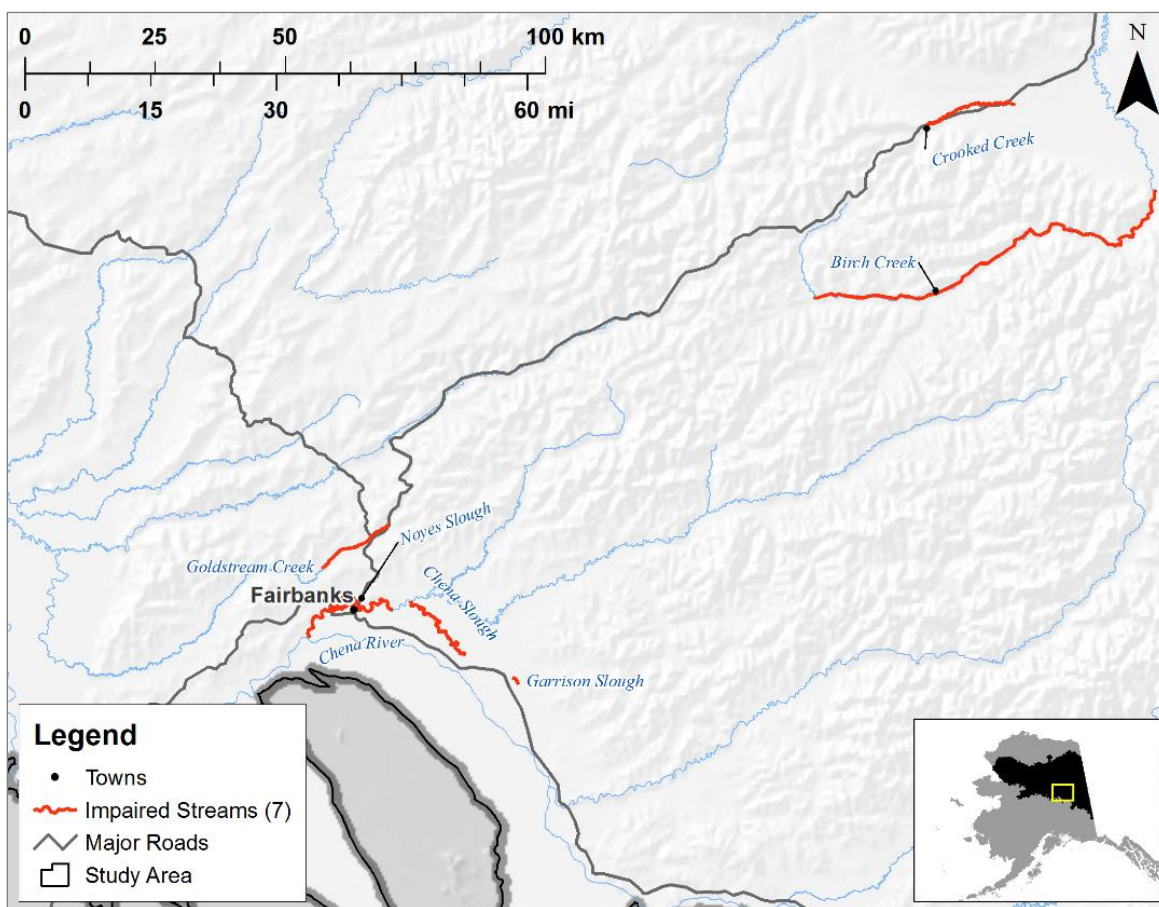 0 25 50 100 km
0 15 30 60 mi
N
Crooked Creek
Birch Creek
Noyes Slough
Goldstream Creek
Chena Slough
Fairbanks
Chena River
Garrison Slough
Legend
Towns
Impaired Streams (7)
Major Roads
Study Area